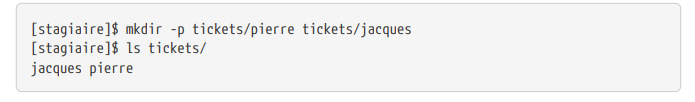 [stagiaire]$ mkdir -p tickets/pierre tickets/jacques
[stagiaire]$ ls tickets/
jacques pierre